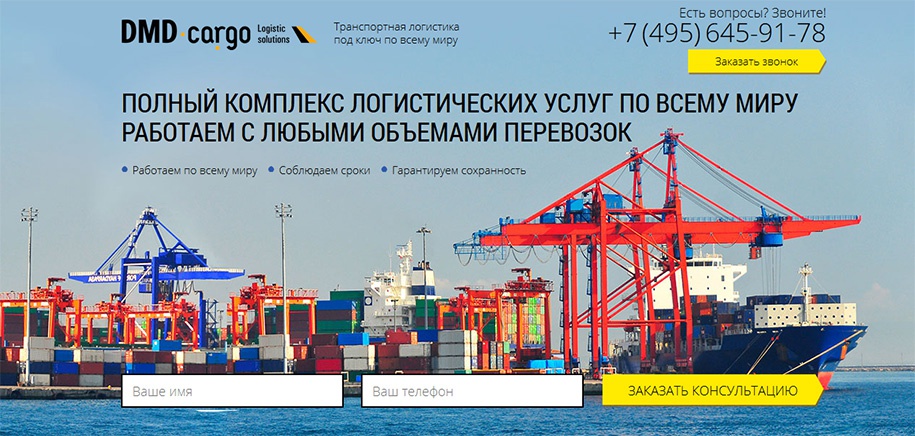 DMD cargo
Logistic
solutions
Транспортная логистика
под ключ по всему миру
Есть вопросы? Звоните!
+7 (495) 645-91-78
Заказать звонок
ПОЛНЫЙ КОМПЛЕКС ЛОГИСТИЧЕСКИХ УСЛУГ ПО ВСЕМУ МИРУ
РАБОТАЕМ С ЛЮБЫМИ ОБЪЕМАМИ ПЕРЕВОЗОК
Работаем по всему миру
Соблюдаем сроки
Гарантируем сохранность
Ваше имя
Ваш телефон
ЗАКАЗАТЬ КОНСУЛЬТАЦИЮ